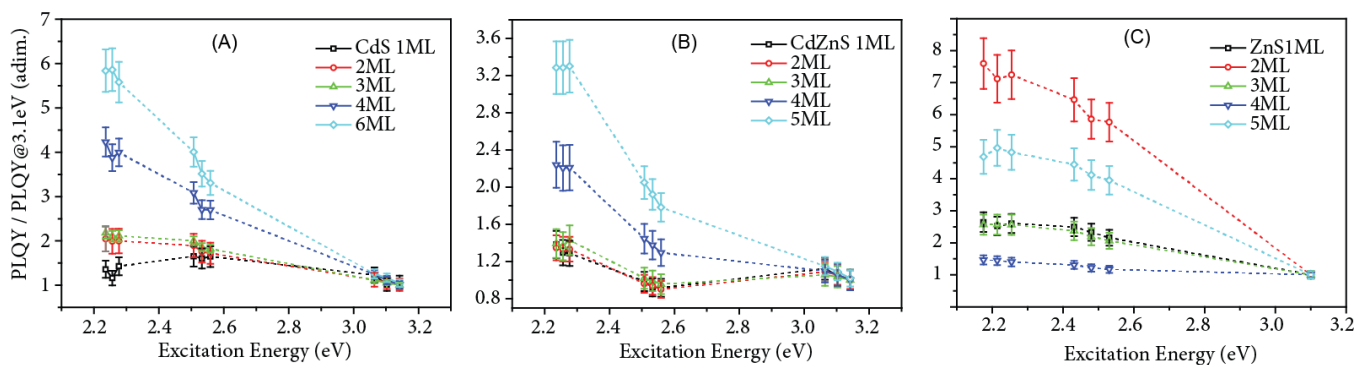 PLQY / PLQY@3.1eV (adim.)
(A)
CdS 1ML
2ML
3ML
4ML
6ML
7
6
5
4
3
2
1
2.2 2.4 2.6 2.8 3.0 3.2
Excitation Energy (eV)
(B)
CdZnS 1ML
2ML
3ML
4ML
5ML
3.6
3.2
2.8
2.4
2.0
1.6
1.2
0.8
2.2 2.4 2.6 2.8 3.0 3.2
Excitation Energy (eV)
(C)
ZnS1ML
2ML
3ML
4ML
5ML
8
7
6
5
4
3
2
1
2.2 2.4 2.6 2.8 3.0 3.2
Excitation Energy (eV)